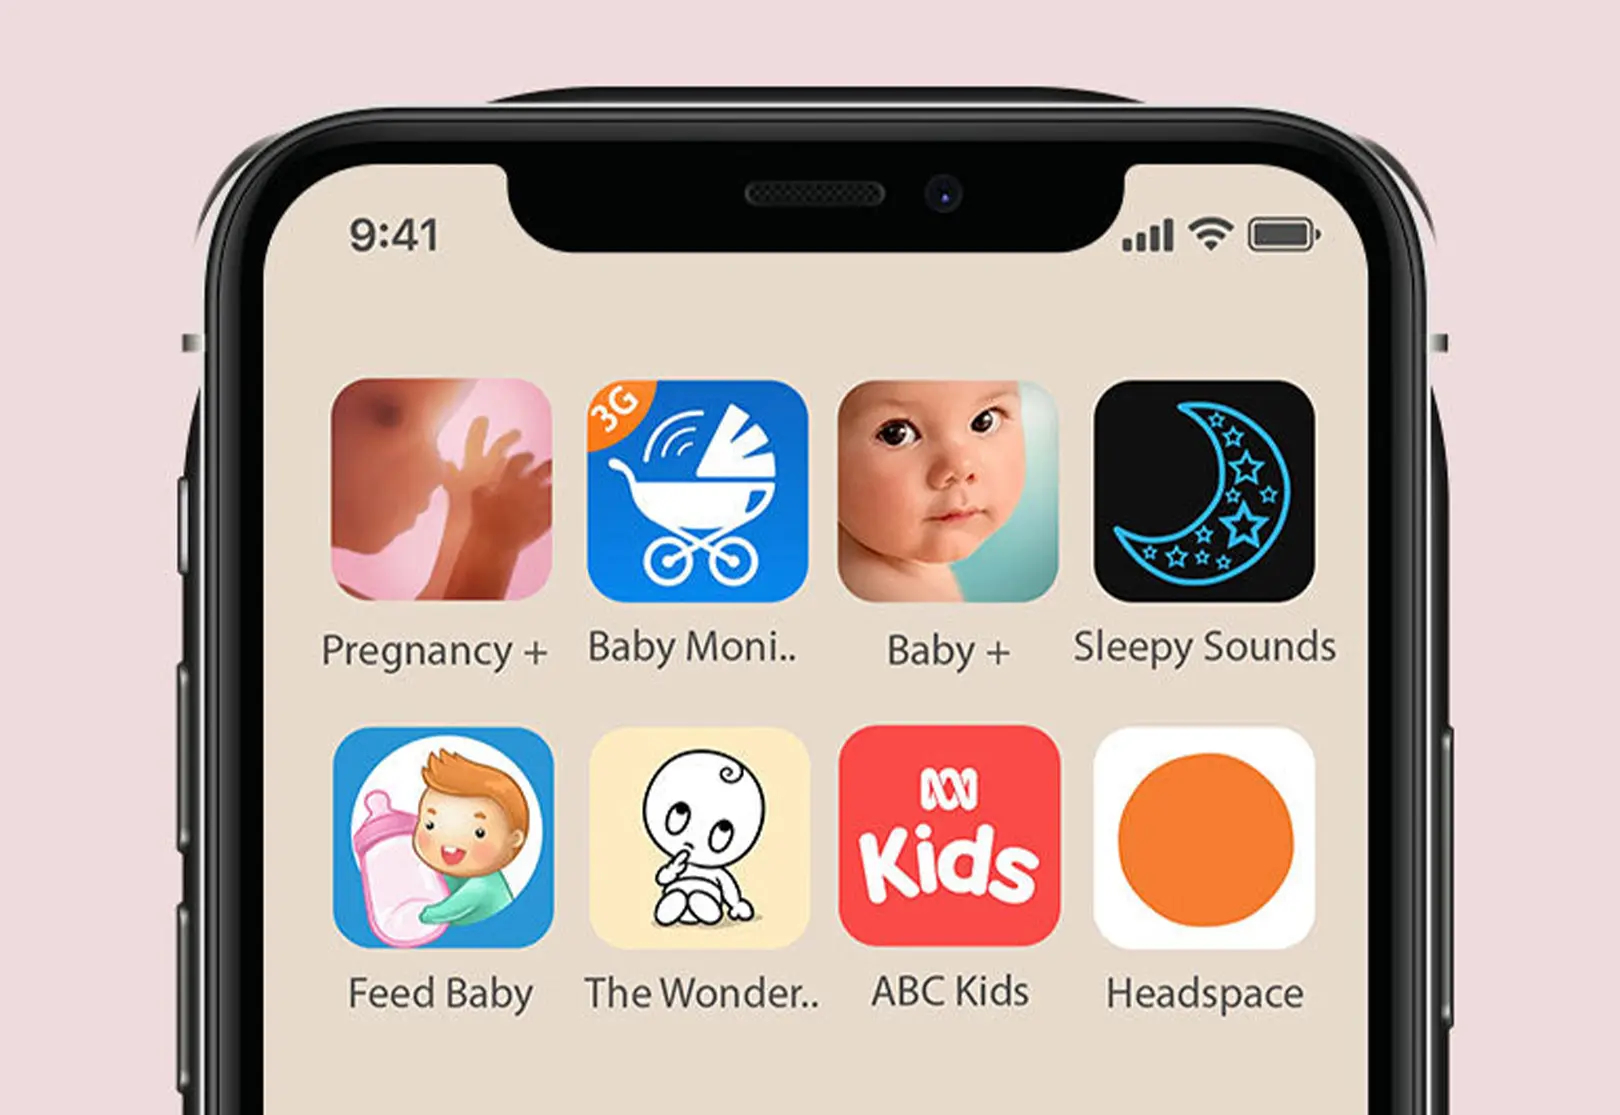 9:41
3G
Pregnancy +
Baby Moni..
Baby +
Sleepy Sounds
Kids
Feed Baby
The Wonder..
ABC Kids
Headspace